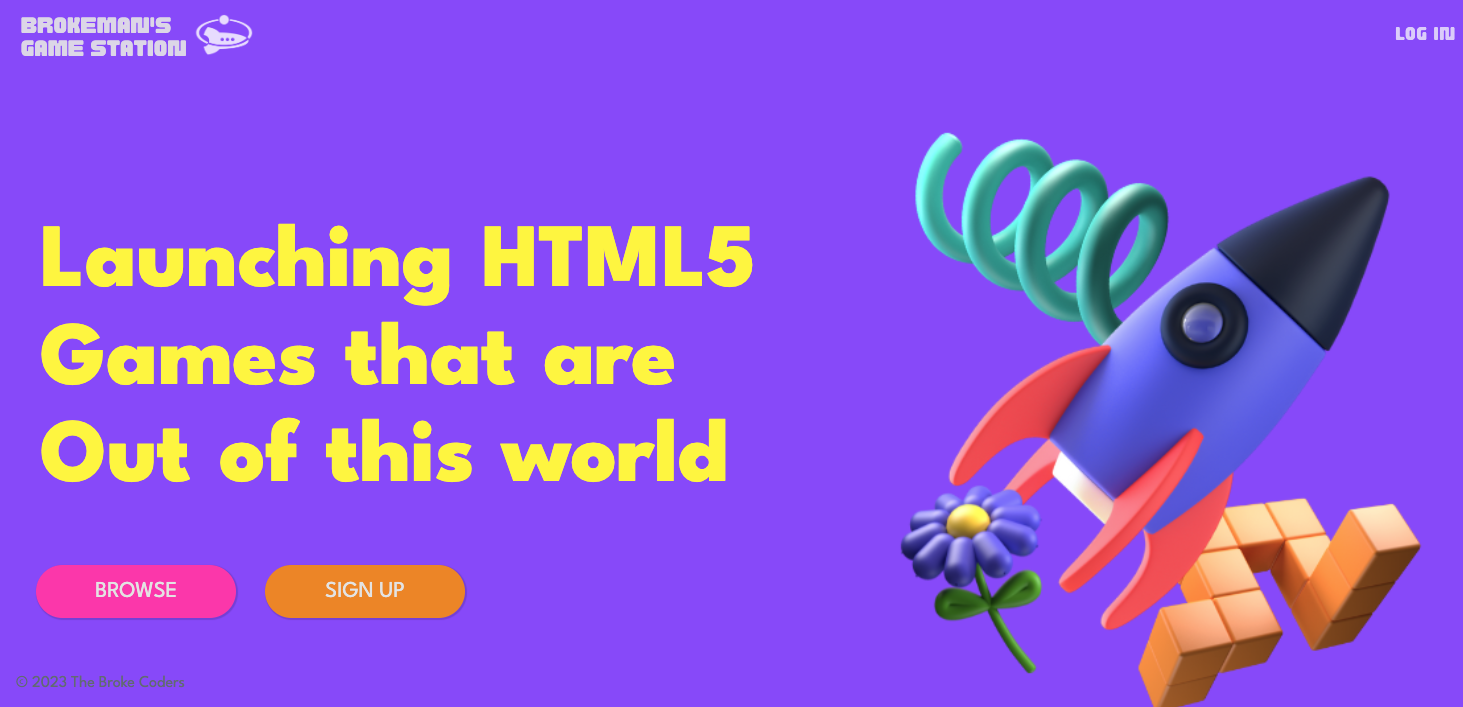 BROKEMAN'S
GAME STATION
LOG IN
Launching HTML5
Games that are
Out of this world
BROWSE
SIGN UP
© 2023 The Broke Coders